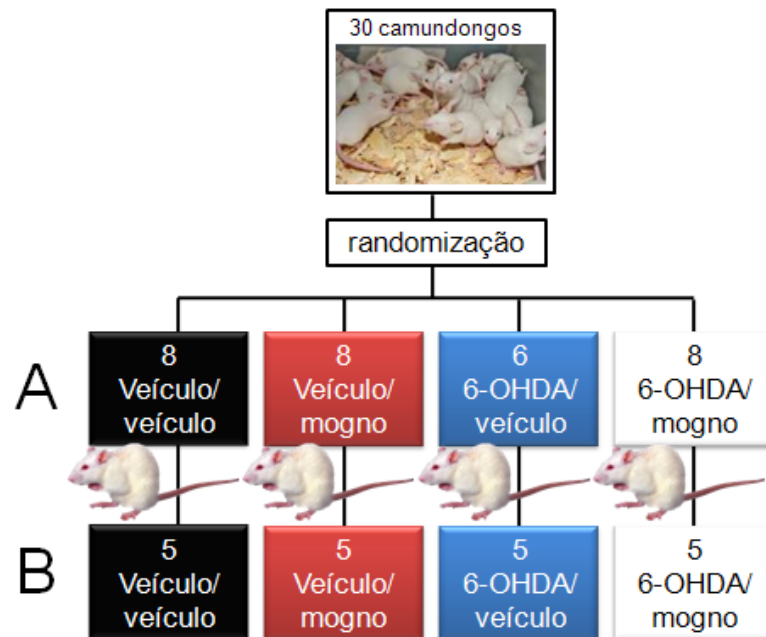 30 camundongos
randomização
A
8
Veículo/
veículo
8
Veículo/
mogno
6
6-OHDA/
veículo
8
6-OHDA/
mogno
B
5
Veículo/
veículo
5
Veículo/
mogno
5
6-OHDA/
veículo
5
6-OHDA/
mogno